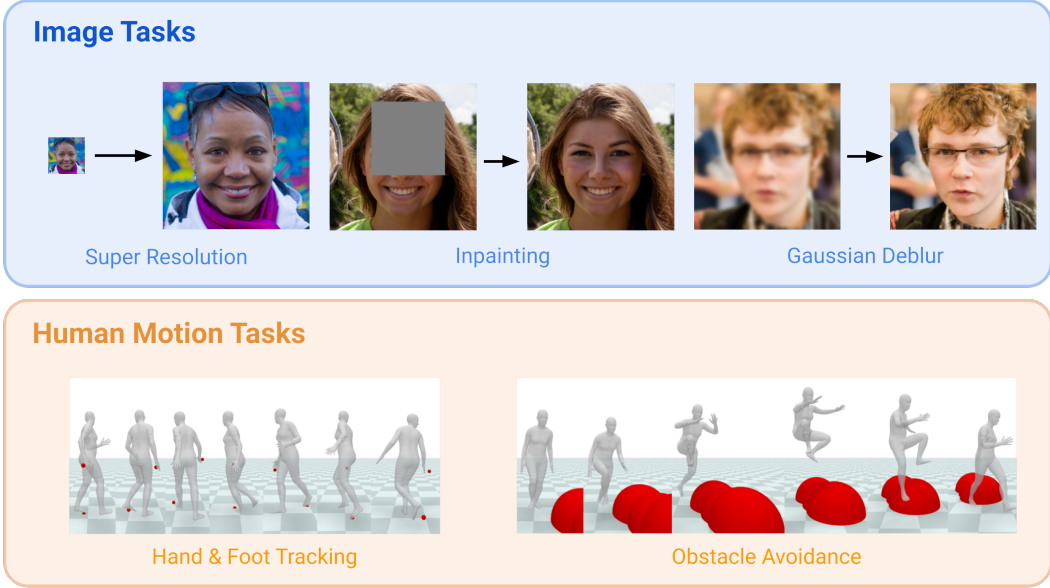 Image Tasks
Super Resolution
Inpainting
Gaussian Deblur
Human Motion Tasks
Hand & Foot Tracking
Obstacle Avoidance